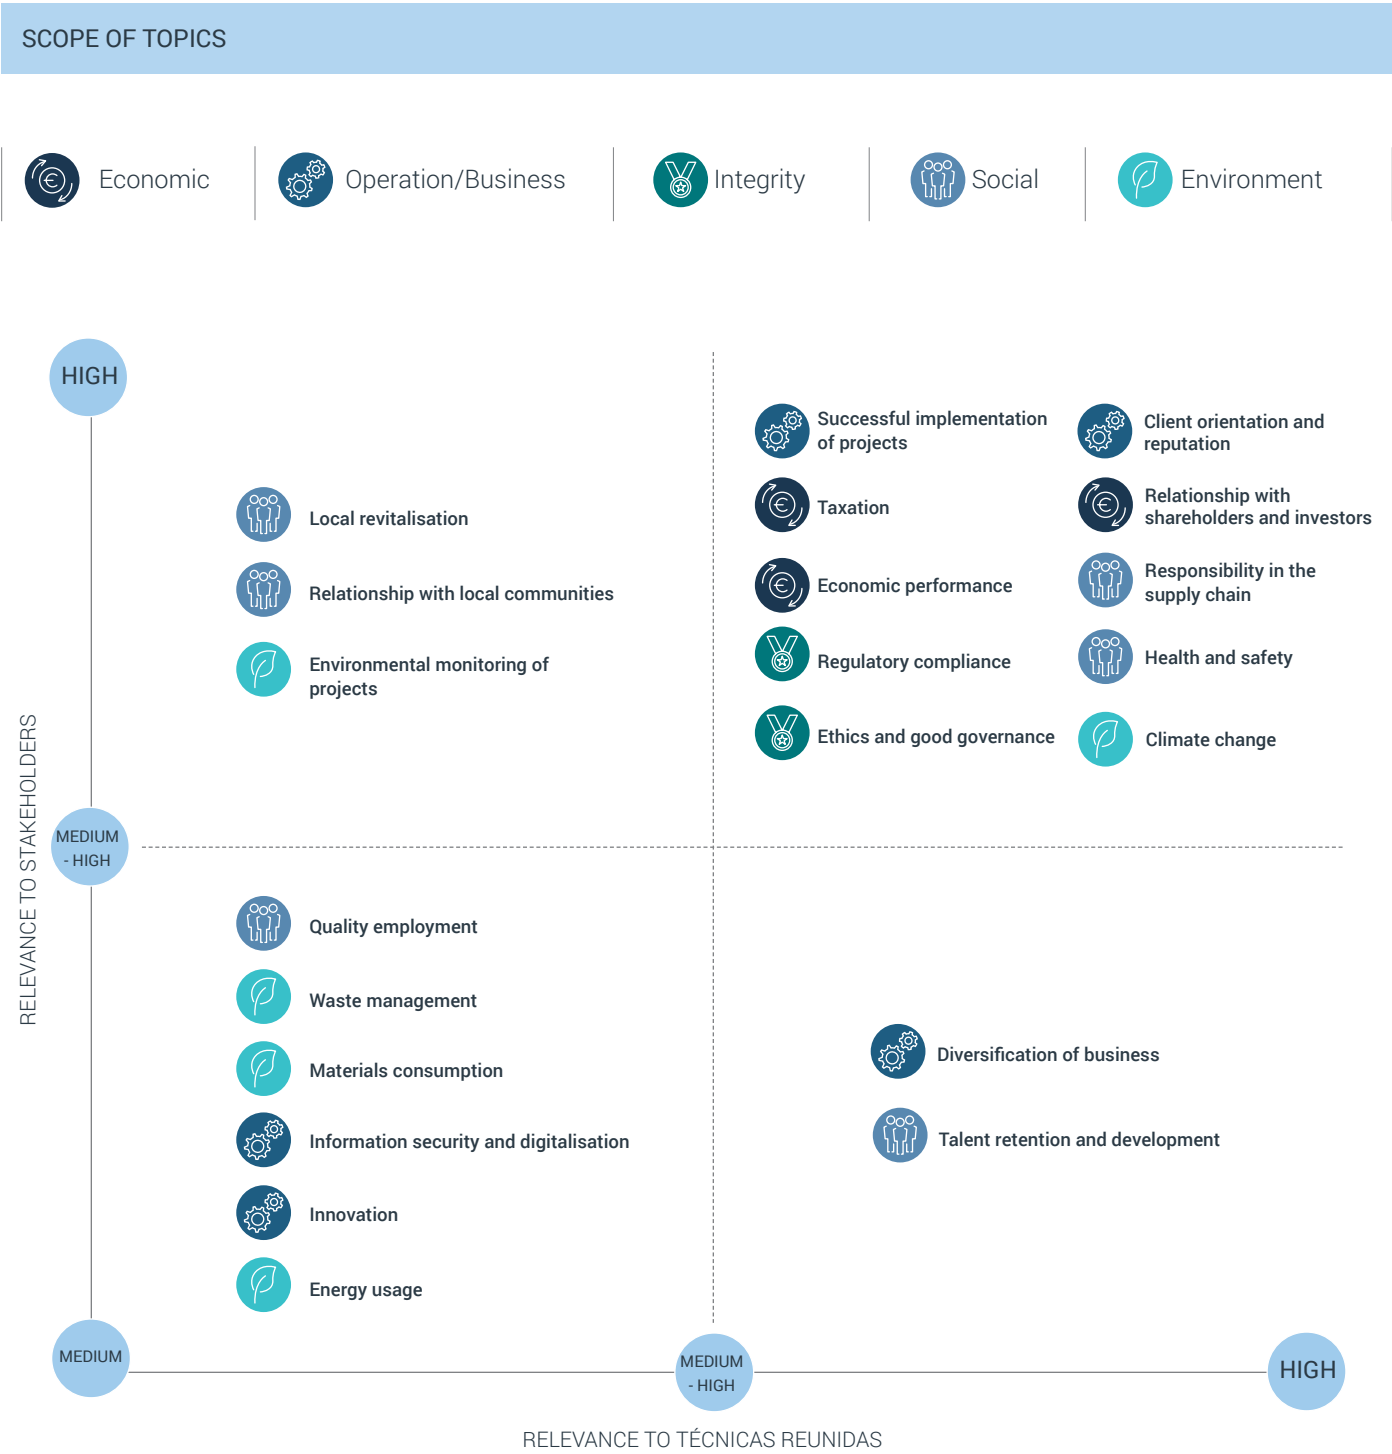 SCOPE OF TOPICS
Economic
Operation/Business
Integrity
Social
Environment
HIGH
Local revitalisation
Relationship with local communities
Environmental monitoring of
projects
Successful implementation
of projects
Taxation
Economic performance
Regulatory compliance
Ethics and good governance
Client orientation and
reputation
Relationship with
shareholders and investors
Responsibility in the
supply chain
Health and safety
Climate change
RELEVANCE TO STAKEHOLDERS
MEDIUM
- HIGH
Quality employment
Waste management
Materials consumption
Information security and digitalisation
Innovation
Energy usage
Diversification of business
Talent retention and development
MEDIUM
MEDIUM
- HIGH
HIGH
RELEVANCE TO TÉCNICAS REUNIDAS